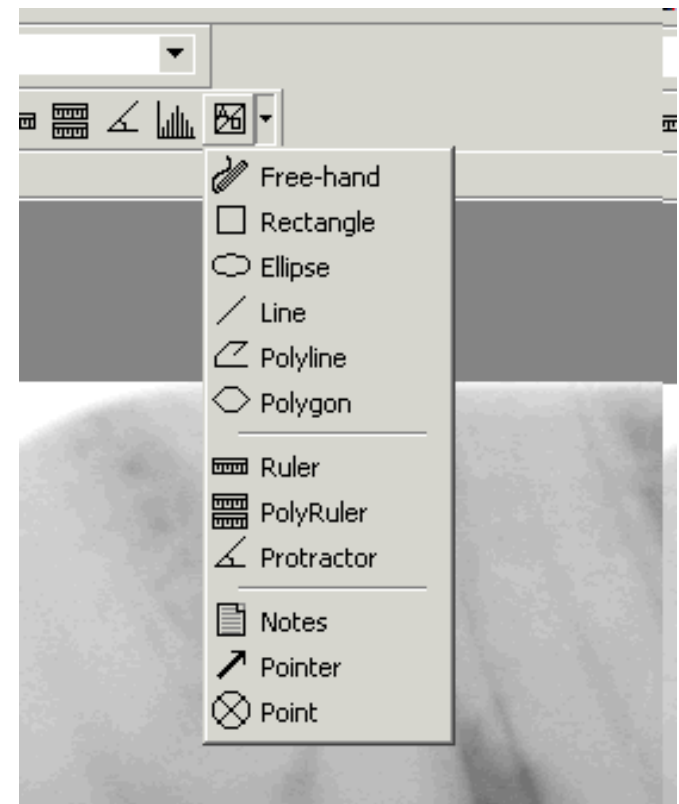 Free-hand
Rectangle
Ellipse
Line
Polyline
Polygon
Ruler
PolyRuler
Protractor
Notes
Pointer
Point